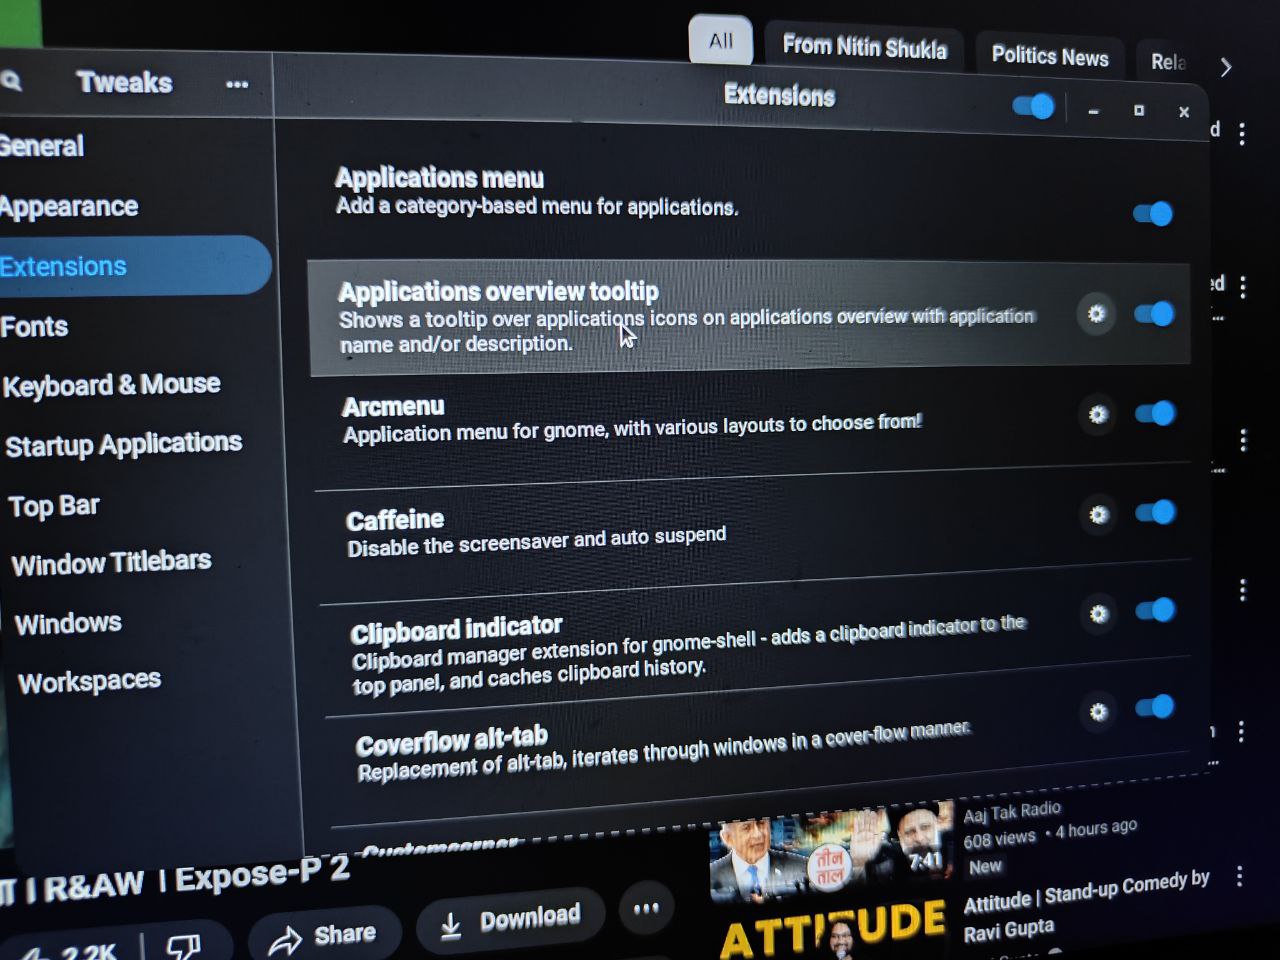 All
From Nitin Shukla
Politics News
Rela
Tweaks
Extensions
General
Appearance
Extensions
Fonts
Keyboard & Mouse
Startup Applications
Top Bar
Window Titlebars
Windows
Workspaces
Applications menu
Add a category-based menu for applications.
Applications overview tooltip
Shows a tooltip over applications icons on applications overview with application
name and/or description.
Arcmenu
Application menu for gnome, with various layouts to choose from!
Caffeine
Disable the screensaver and auto suspend
Clipboard indicator
Clipboard manager extension for gnome-shell - adds a clipboard indicator to the
top panel, and caches clipboard history.
Coverflow alt-tab
Replacement of alt-tab, iterates through windows in a cover-flow manner.
I R&AW I Expose-P 2
2.2K
Share
Download
तीन
ताल
7:41
Aaj Tak Radio
608 views • 4 hours ago
New
ATTITUDE
Attitude | Stand-up Comedy by
Ravi Gupta